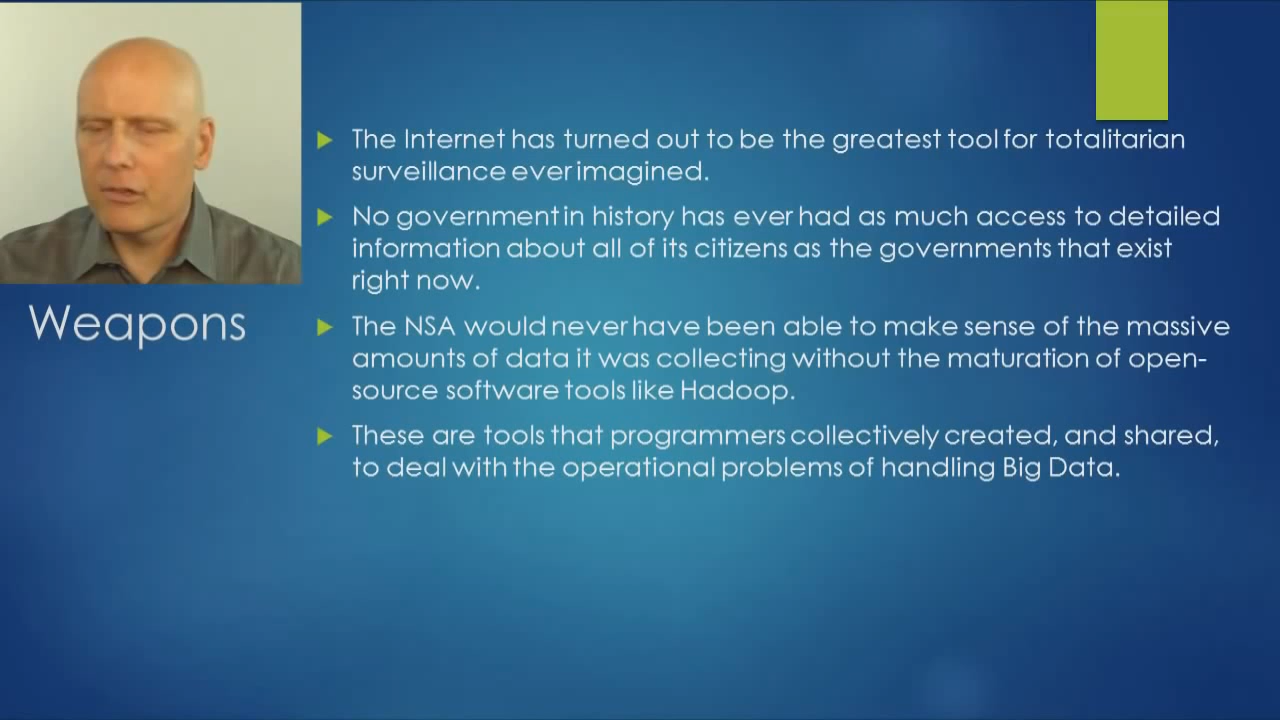 Weapons
The Internet has turned out to be the greatest tool for totalitarian
surveillance ever imagined.
No government in history has ever had as much access to detailed
information about all of its citizens as the governments that exist
right now.
The NSA would never have been able to make sense of the massive
amounts of data it was collecting without the maturation of open-
source software tools like Hadoop.
These are tools that programmers collectively created, and shared,
to deal with the operational problems of handling Big Data.